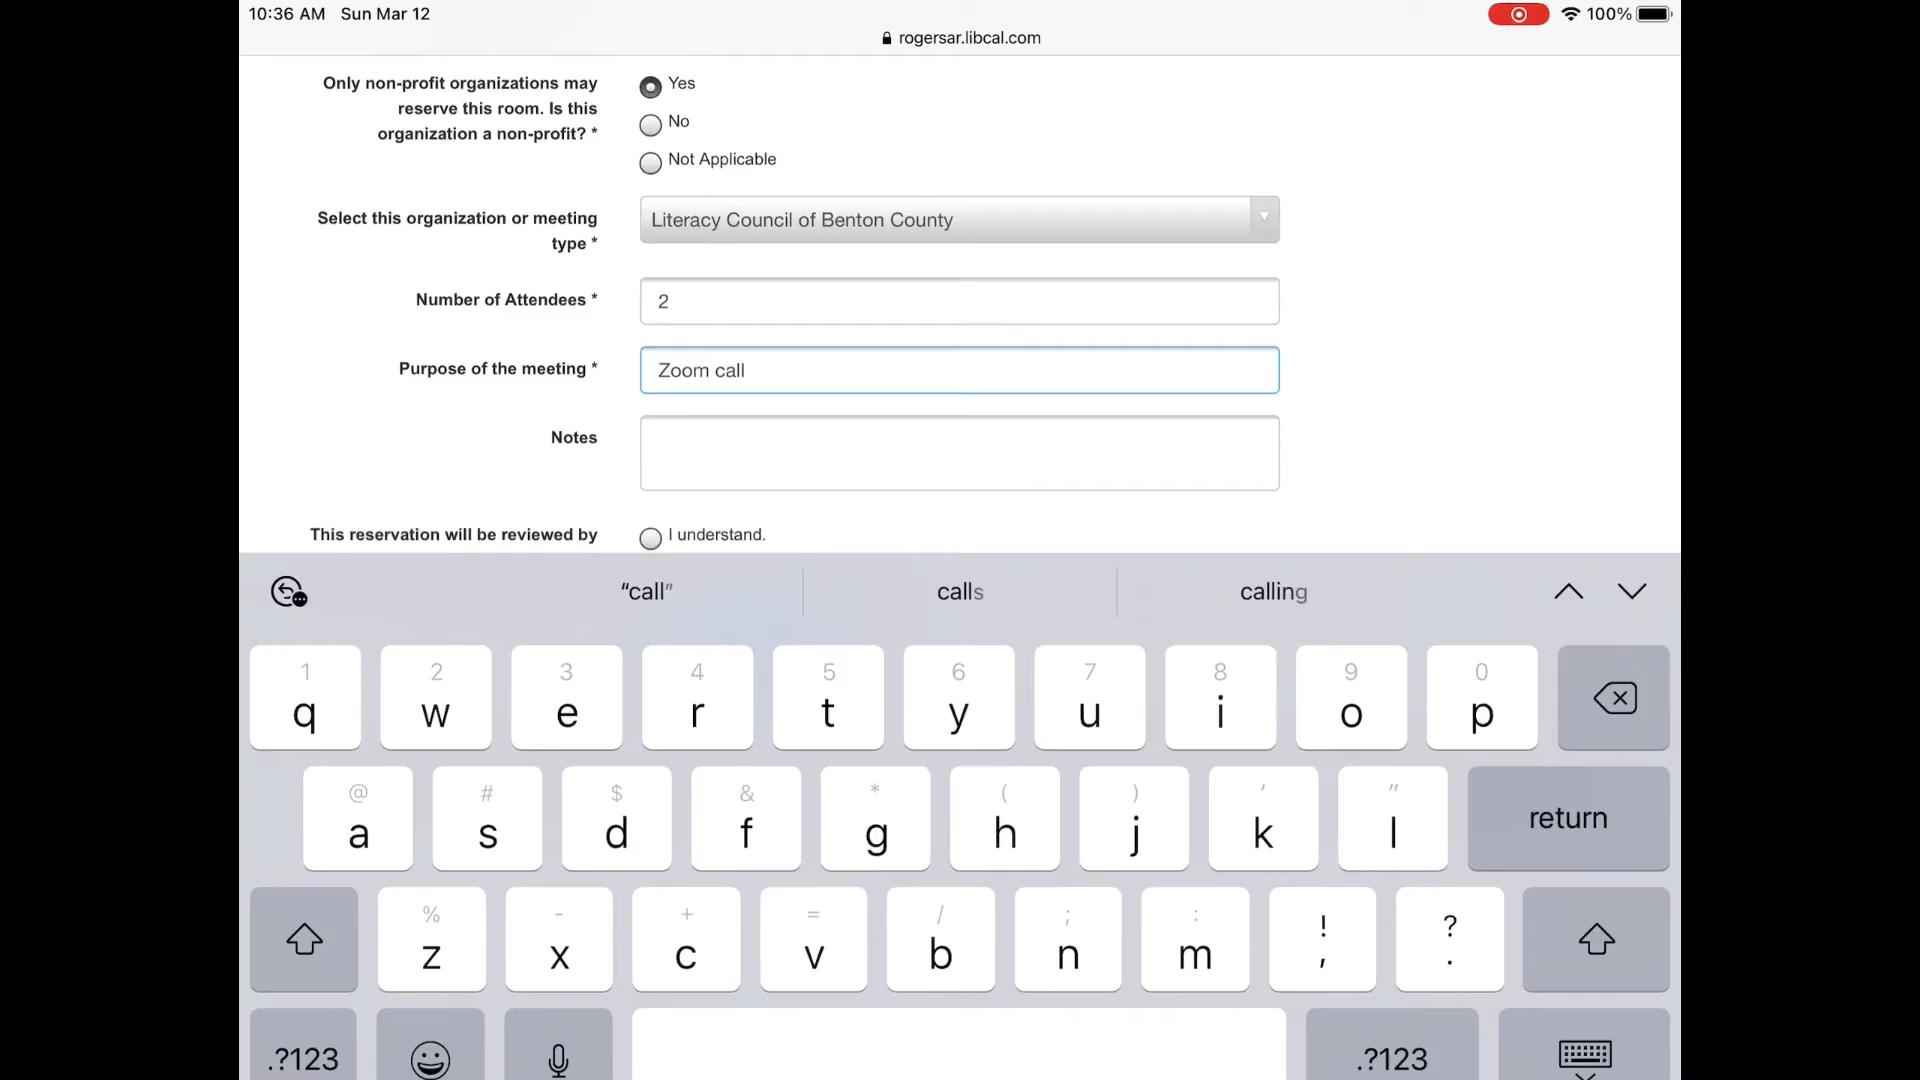 10:36 AM Sun Mar 12
100%
rogersar.libcal.com
Only non-profit organizations may
reserve this room. Is this
organization a non-profit? *
Yes
No
Not Applicable
Select this organization or meeting
type *
Literacy Council of Benton County
Number of Attendees *
2
Purpose of the meeting *
Zoom call
Notes
This reservation will be reviewed by
I understand.
“call” calls calling
1 2 3 4 5 6 7 8 9 0
q w e r t y u i o p
@ # $ & * ( ) ' "
a s d f g h j k l return
% - + = / ; : ! ?
z x c v b n m , .
.?123 .?123